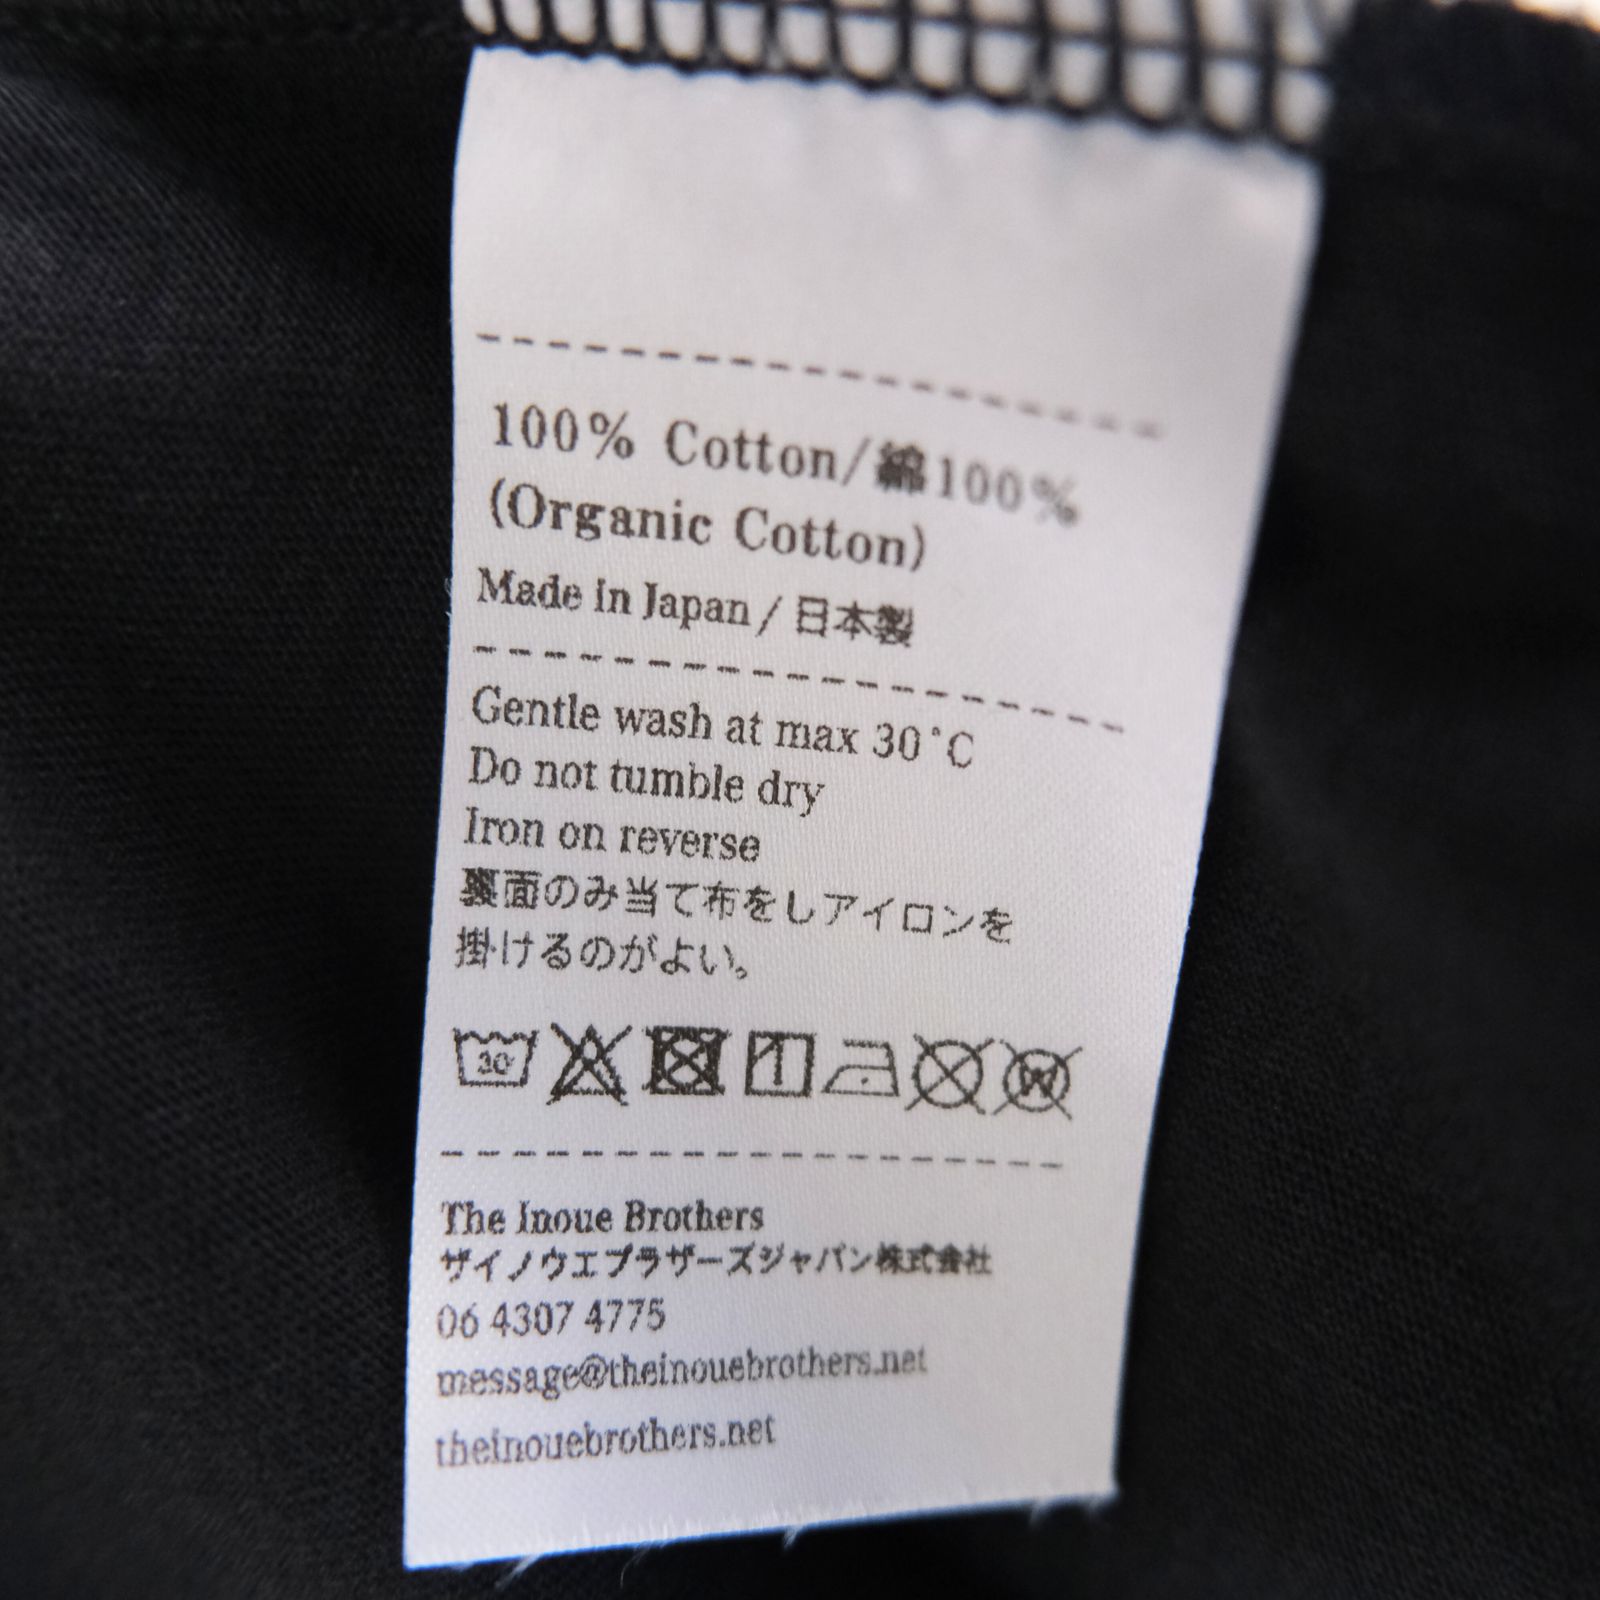 100% Cotton/綿100%
(Organic Cotton)
Made in Japan / 日本製
Gentle wash at max 30°C
Do not tumble dry
Iron on reverse
裏面のみ当て布をしアイロンを
掛けるのがよい。
30 W
The Inoue Brothers
ザイノウエブラザーズジャパン株式会社
06 4307 4775
message@theinouebrothers.net
theinouebrothers.net